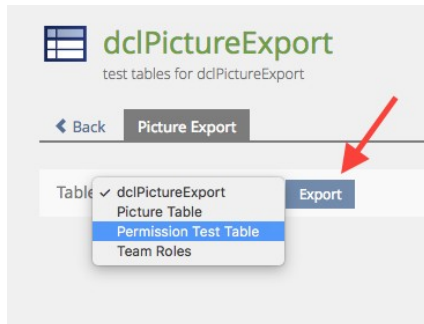 dclPictureExport
test tables for dclPictureExport
Back Picture Export
Table ✓ dclPictureExport Export
Picture Table
Permission Test Table
Team Roles